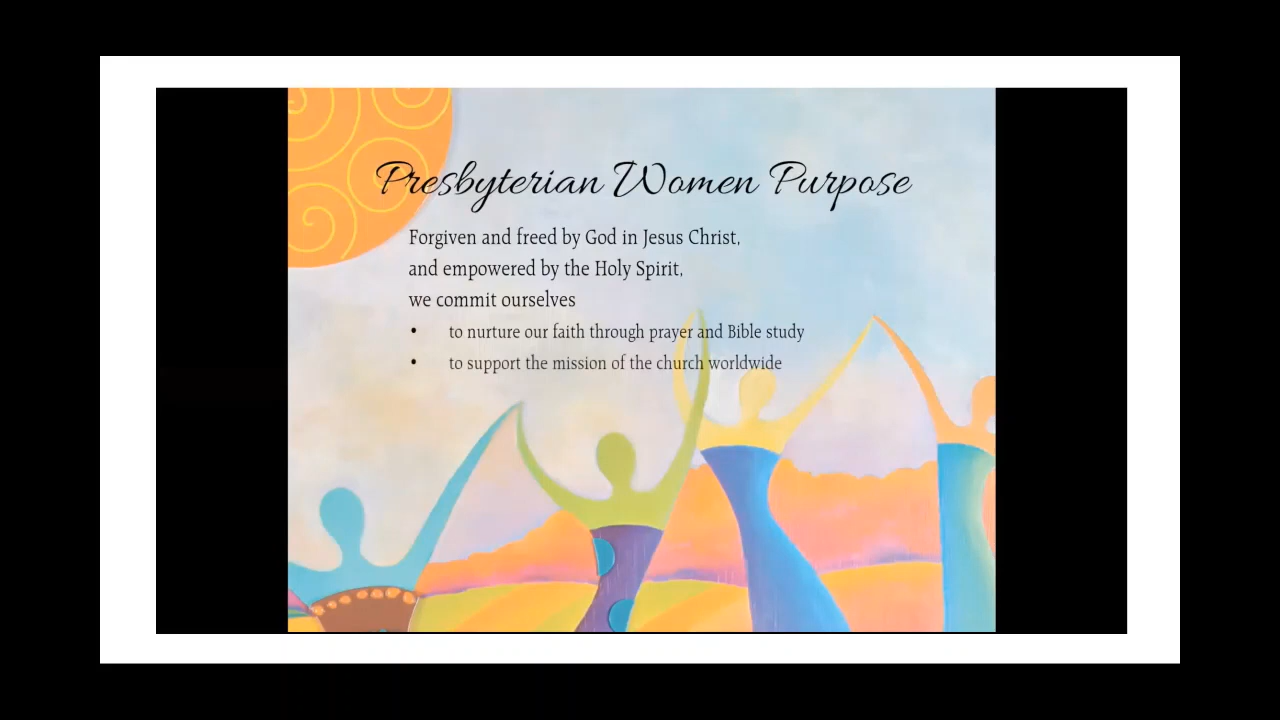 Presbyterian Women Purpose
Forgiven and freed by God in Jesus Christ,
and empowered by the Holy Spirit,
we commit ourselves
• to nurture our faith through prayer and Bible study
• to support the mission of the church worldwide